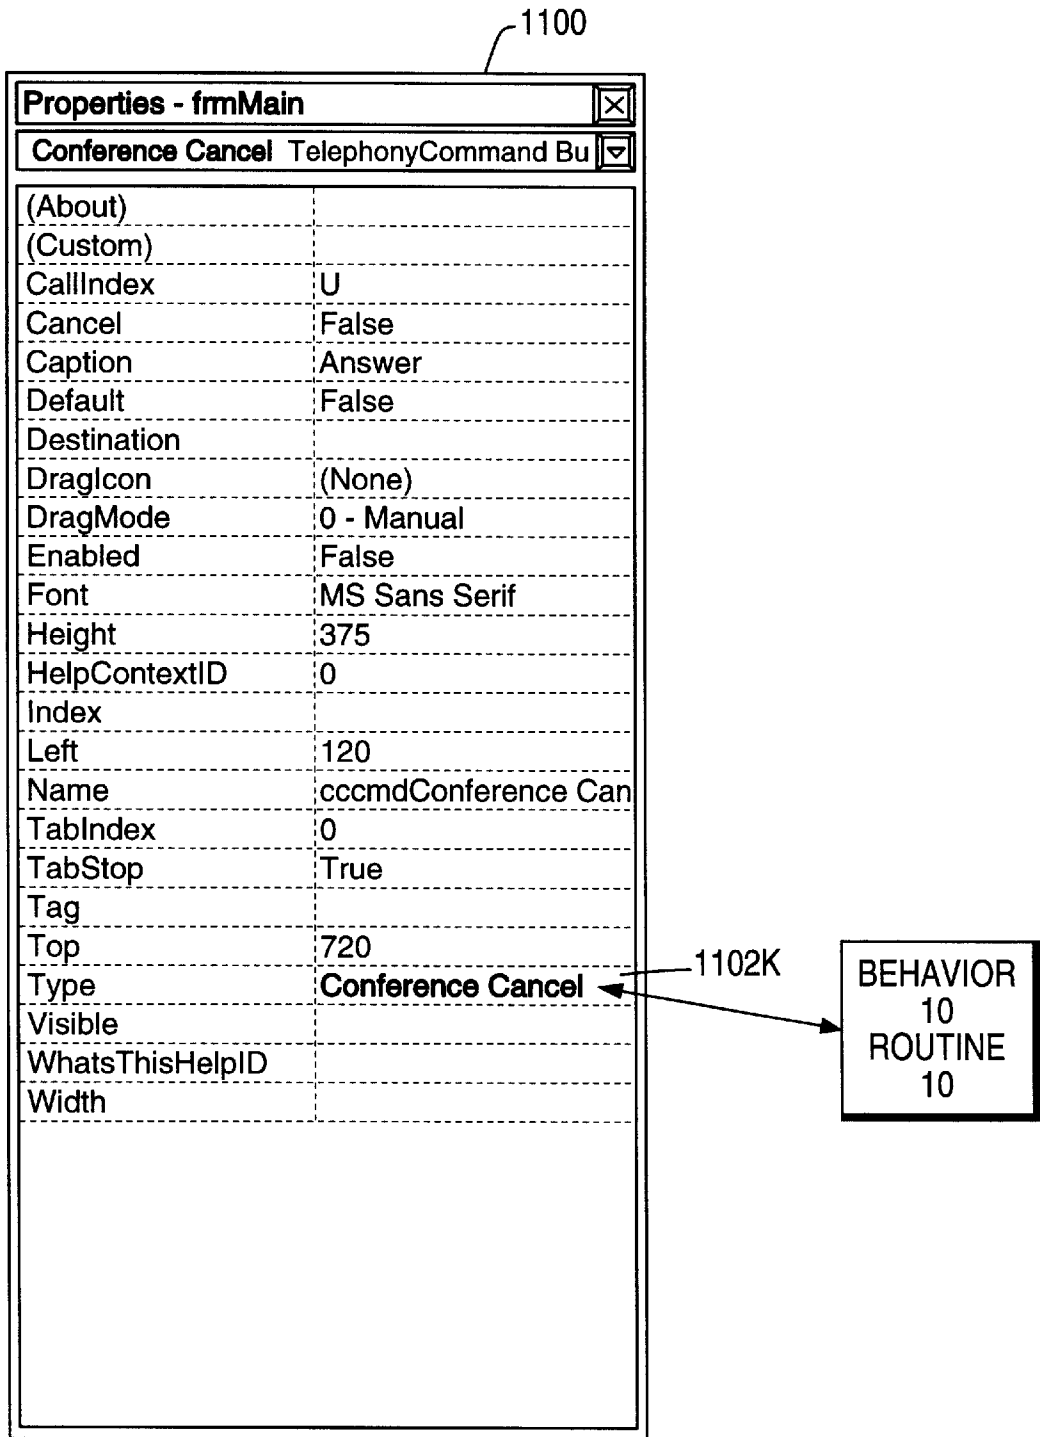 1100
Properties - frmMain
Conference Cancel TelephonyCommand Bu
(About)
(Custom)
CallIndex U
Cancel False
Caption Answer
Default False
Destination
DragIcon (None)
DragMode 0 - Manual
Enabled False
Font MS Sans Serif
Height 375
HelpContextID 0
Index
Left 120
Name cccmdConference Can
TabIndex 0
TabStop True
Tag
Top 720
Type Conference Cancel
Visible
WhatsThisHelpID
Width
1102K
BEHAVIOR
10
ROUTINE
10